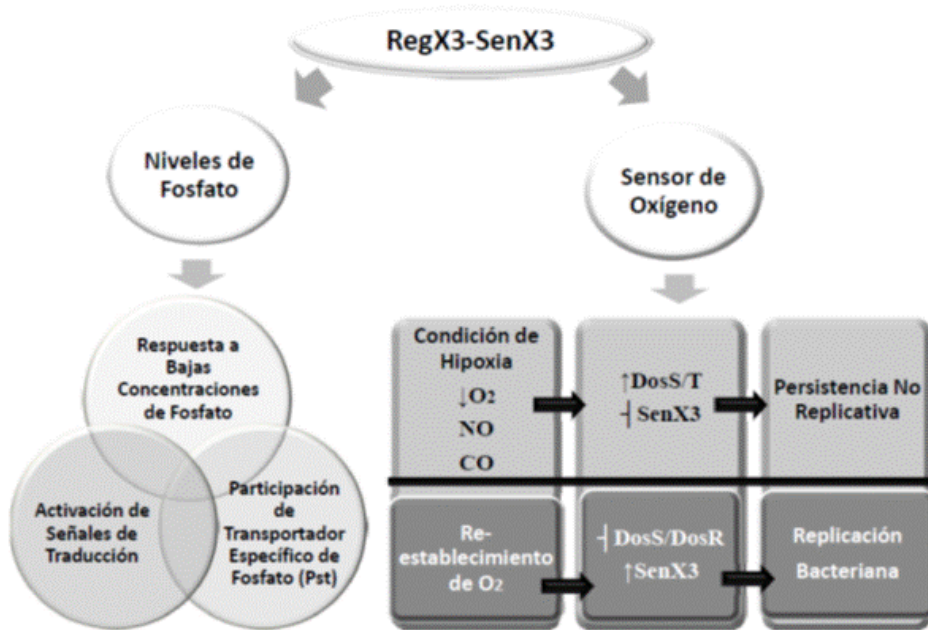 RegX3-SenX3
Niveles de
Fosfato
Sensor de
Oxígeno
Respuesta a
Bajas
Concentraciones
de Fosfato
Activación de
Señales de
Traducción
Participación
de
Transportador
Específico de
Fosfato (Pst)
Condición de
Hipoxia
↓O2
NO
CO
↑DosS/T
┤SenX3
Persistencia No
Replicativa
Re-
establecimiento
de O2
┤DosS/DosR
↑SenX3
Replicación
Bacteriana